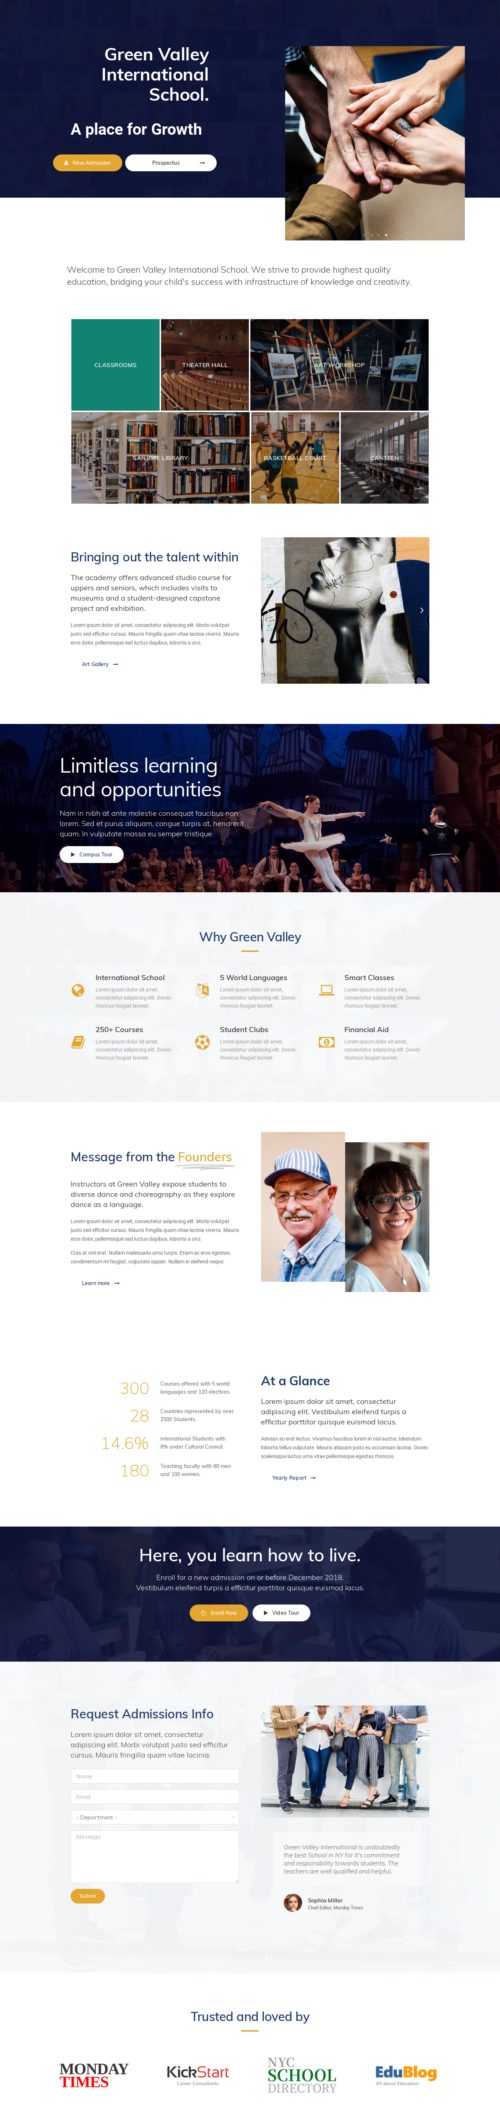 Green Valley
International
School.
A place for Growth
New Admission
Prospectus
Welcome to Green Valley International School. We strive to provide highest quality
education, bridging your child's success with infrastructure of knowledge and creativity.
CLASSROOMS
THEATER HALL
ART WORKSHOP
SANJOSE LIBRARY
BASKETBALL COURT
CANTEEN
Bringing out the talent within
The academy offers advanced studio course for
uppers and seniors, which includes visits to
museums and a student-designed capstone
project and exhibition.
Lorem ipsum dolor sit amet, consectetur adipiscing elit. Morbi volutpat
justo sed efficitur cursus. Mauris fringilla quam vitae lacinia viverra. Mauris
eros dolor, pellentesque sed luctus dapibus, lobortis a orci.
Art Gallery
Limitless learning
and opportunities
Nam in nibh at ante molestie consequat faucibus non
lorem. Sed et purus aliquam, congue turpis at, hendrerit
quam. In vulputate massa eu semper tristique.
Campus Tour
Why Green Valley
International School
Lorem ipsum dolor sit amet,
consectetur adipiscing elit. Donec
rhoncus feugiat laoreet.
5 World Languages
Lorem ipsum dolor sit amet,
consectetur adipiscing elit. Donec
rhoncus feugiat laoreet.
Smart Classes
Lorem ipsum dolor sit amet,
consectetur adipiscing elit. Donec
rhoncus feugiat laoreet.
250+ Courses
Lorem ipsum dolor sit amet,
consectetur adipiscing elit. Donec
rhoncus feugiat laoreet.
Student Clubs
Lorem ipsum dolor sit amet,
consectetur adipiscing elit. Donec
rhoncus feugiat laoreet.
Financial Aid
Lorem ipsum dolor sit amet,
consectetur adipiscing elit. Donec
rhoncus feugiat laoreet.
Message from the Founders
Instructors at Green Valley expose students to
diverse dance and choreography as they explore
dance as a language.
Lorem ipsum dolor sit amet, consectetur adipiscing elit. Morbi volutpat
justo sed efficitur cursus. Mauris fringilla quam vitae lacinia viverra. Mauris
eros dolor, pellentesque sed luctus dapibus, lobortis a orci.
Cras at nisl erat. Nullam malesuada urna turpis. Etiam ac eros egestas,
condimentum mi feugiat, vulputate sapien. Nullam in eleifend neque.
Learn more
300
Courses offered with 5 world
languages and 120 electives.
28
Countries represented by over
2500 Students.
14.6%
International Students with
8% under Cultural Council.
180
Teaching faculty with 80 men
and 100 women.
At a Glance
Lorem ipsum dolor sit amet, consectetur
adipiscing elit. Vestibulum eleifend turpis a
efficitur porttitor quisque euismod lacus.
Aenean eu erat lectus. Vivamus faucibus lorem in nisl auctor, bibendum
lobortis tellus vulputate. Mauris aliquam justo eu accumsan lacinia. Donec
scelerisque luctus urna vitae pellentesque egestas rhoncus.
Yearly Report
Here, you learn how to live.
Enroll for a new admission on or before December 2018.
Vestibulum eleifend turpis a efficitur porttitor quisque euismod lacus.
Enroll Now
Video Tour
Request Admissions Info
Lorem ipsum dolor sit amet, consectetur
adipiscing elit. Morbi volutpat justo sed efficitur
cursus. Mauris fringilla quam vitae lacinia.
Name
Email
- Department -
Message
Submit
Green Valley International is undoubtedly
the best School in NY for it's commitment
and responsibility towards students. The
teachers are well qualified and helpful.
Sophia Miller
Chief Editor, Monday Times
Trusted and loved by
MONDAY
TIMES
KickStart
Career Consultants
NYC
SCHOOL
DIRECTORY
EduBlog
All about Education